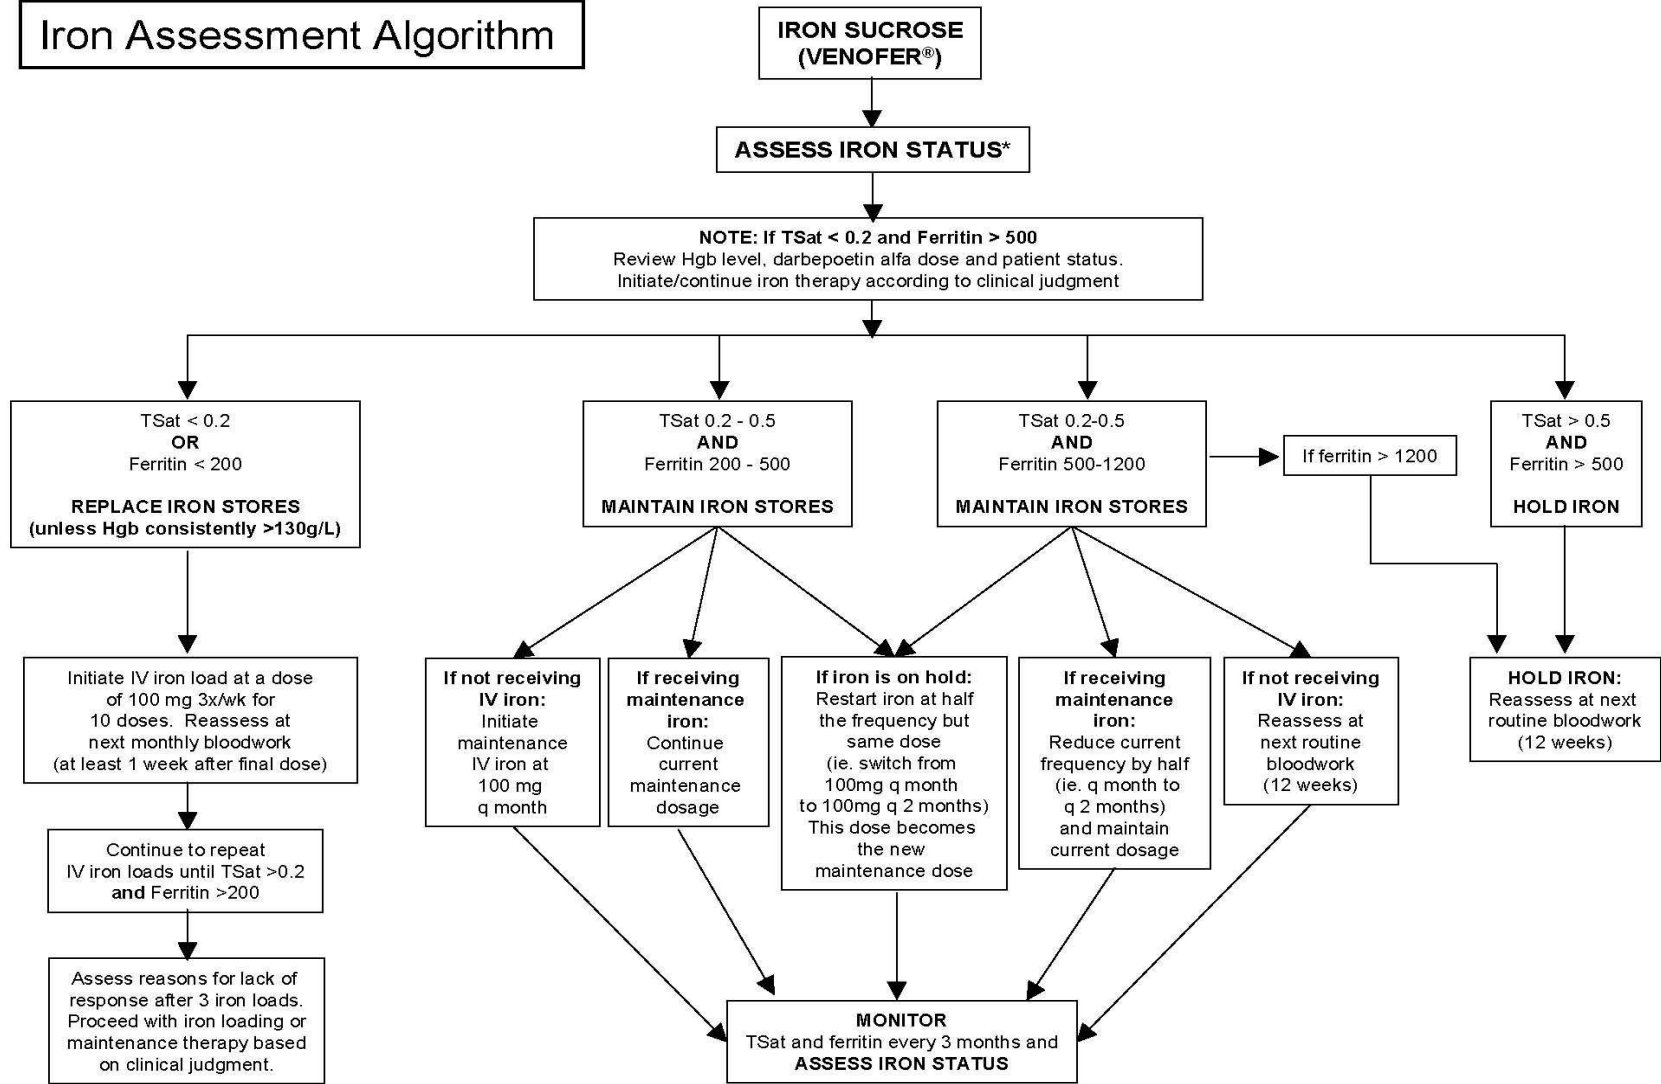 Iron Assessment Algorithm
IRON SUCROSE
(VENOFER®)
ASSESS IRON STATUS*
NOTE: If TSat < 0.2 and Ferritin > 500
Review Hgb level, darbepoetin alfa dose and patient status.
Initiate/continue iron therapy according to clinical judgment
TSat < 0.2
OR
Ferritin < 200
REPLACE IRON STORES
(unless Hgb consistently >130g/L)
TSat 0.2 - 0.5
AND
Ferritin 200 - 500
MAINTAIN IRON STORES
TSat 0.2-0.5
AND
Ferritin 500-1200
MAINTAIN IRON STORES
If ferritin > 1200
TSat > 0.5
AND
Ferritin > 500
HOLD IRON
Initiate IV iron load at a dose
of 100 mg 3x/wk for
10 doses. Reassess at
next monthly bloodwork
(at least 1 week after final dose)
If not receiving
IV iron:
Initiate
maintenance
IV iron at
100 mg
q month
If receiving
maintenance
iron:
Continue
current
maintenance
dosage
If iron is on hold:
Restart iron at half
the frequency but
same dose
(ie. switch from
100mg q month
to 100mg q 2 months)
This dose becomes
the new
maintenance dose
If receiving
maintenance
iron:
Reduce current
frequency by half
(ie. q month to
q 2 months)
and maintain
current dosage
If not receiving
IV iron:
Reassess at
next routine
bloodwork
(12 weeks)
HOLD IRON:
Reassess at next
routine bloodwork
(12 weeks)
Continue to repeat
IV iron loads until TSat >0.2
and Ferritin >200
Assess reasons for lack of
response after 3 iron loads.
Proceed with iron loading or
maintenance therapy based
on clinical judgment.
MONITOR
TSat and ferritin every 3 months and
ASSESS IRON STATUS